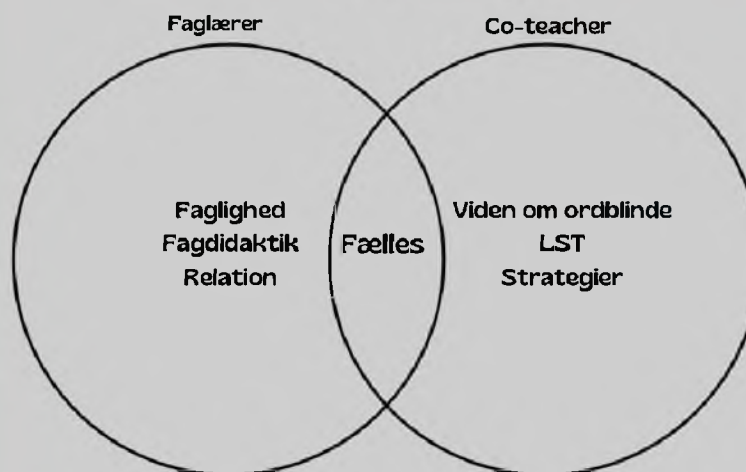 Faglærer
Co-teacher
Faglighed
Fagdidaktik
Relation
Fælles
Viden om ordblinde
LST
Strategier